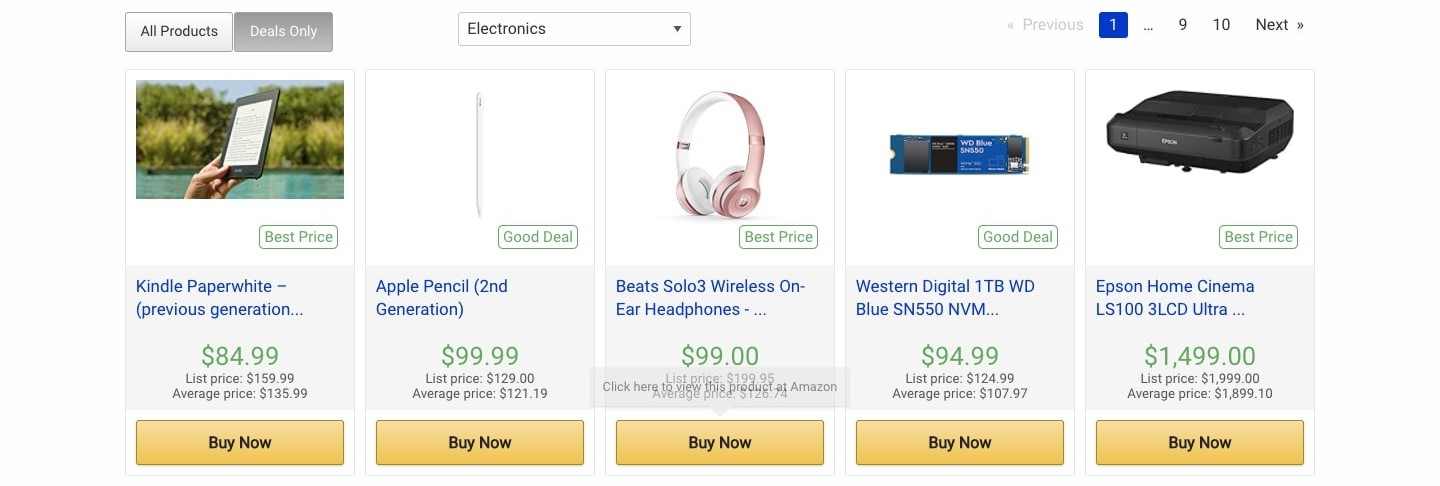 All Products
Deals Only
Electronics
« Previous 1 ... 9 10 Next »
Best Price
Kindle Paperwhite –
(previous generation...
$84.99
List price: $159.99
Average price: $135.99
Buy Now
Good Deal
Apple Pencil (2nd
Generation)
$99.99
List price: $129.00
Average price: $121.19
Buy Now
Best Price
Beats Solo3 Wireless On-
Ear Headphones - ...
$99.00
List price: $199.95
Click here to view this product at Amazon
Average price: $126.74
Buy Now
WD Blue
SN550
Good Deal
Western Digital 1TB WD
Blue SN550 NVM...
$94.99
List price: $124.99
Average price: $107.97
Buy Now
EPSON
Best Price
Epson Home Cinema
LS100 3LCD Ultra ...
$1,499.00
List price: $1,999.00
Average price: $1,899.10
Buy Now